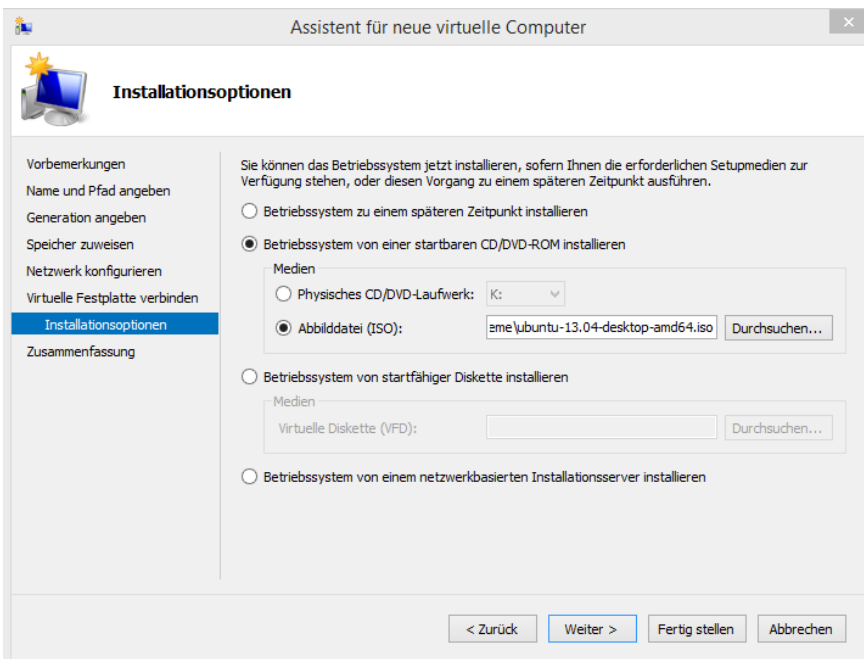 Assistent für neue virtuelle Computer
Installationsoptionen
Vorbemerkungen
Name und Pfad angeben
Generation angeben
Speicher zuweisen
Netzwerk konfigurieren
Virtuelle Festplatte verbinden
Installationsoptionen
Zusammenfassung
Sie können das Betriebssystem jetzt installieren, sofern Ihnen die erforderlichen Setupmedien zur
Verfügung stehen, oder diesen Vorgang zu einem späteren Zeitpunkt ausführen.
Betriebssystem zu einem späteren Zeitpunkt installieren
Betriebssystem von einer startbaren CD/DVD-ROM installieren
Medien
Physisches CD/DVD-Laufwerk: K:
Abbilddatei (ISO): eme\ubuntu-13.04-desktop-amd64.iso Durchsuchen...
Betriebssystem von startfähiger Diskette installieren
Medien
Virtuelle Diskette (VFD): Durchsuchen...
Betriebssystem von einem netzwerkbasierten Installationsserver installieren
< Zurück Weiter > Fertig stellen Abbrechen